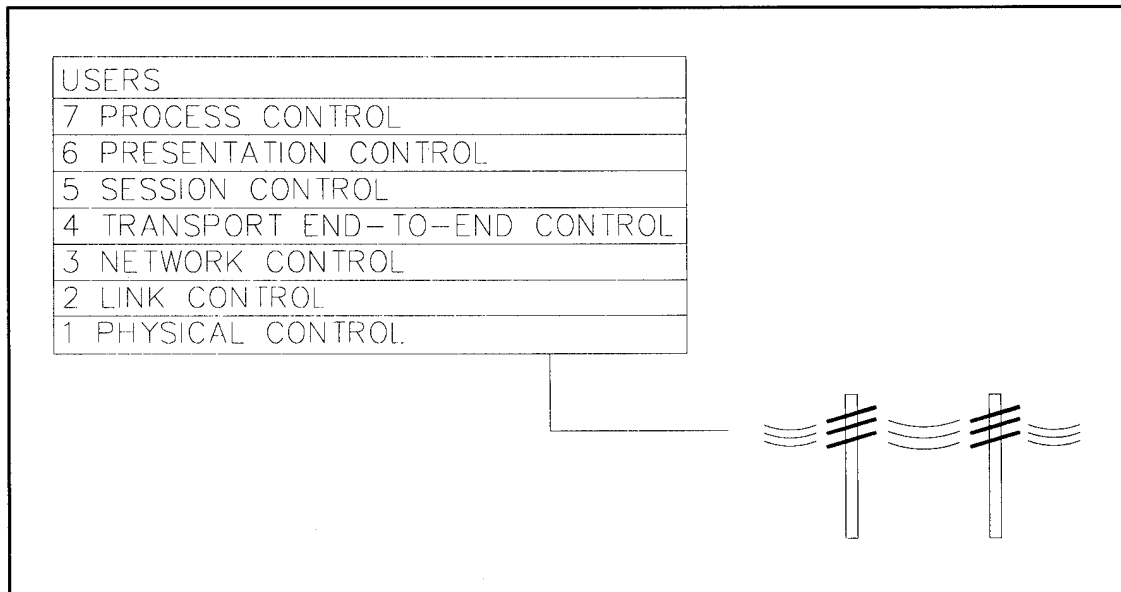 USERS
7 PROCESS CONTROL
6 PRESENTATION CONTROL
5 SESSION CONTROL
4 TRANSPORT END-TO-END CONTROL
3 NETWORK CONTROL
2 LINK CONTROL
1 PHYSICAL CONTROL